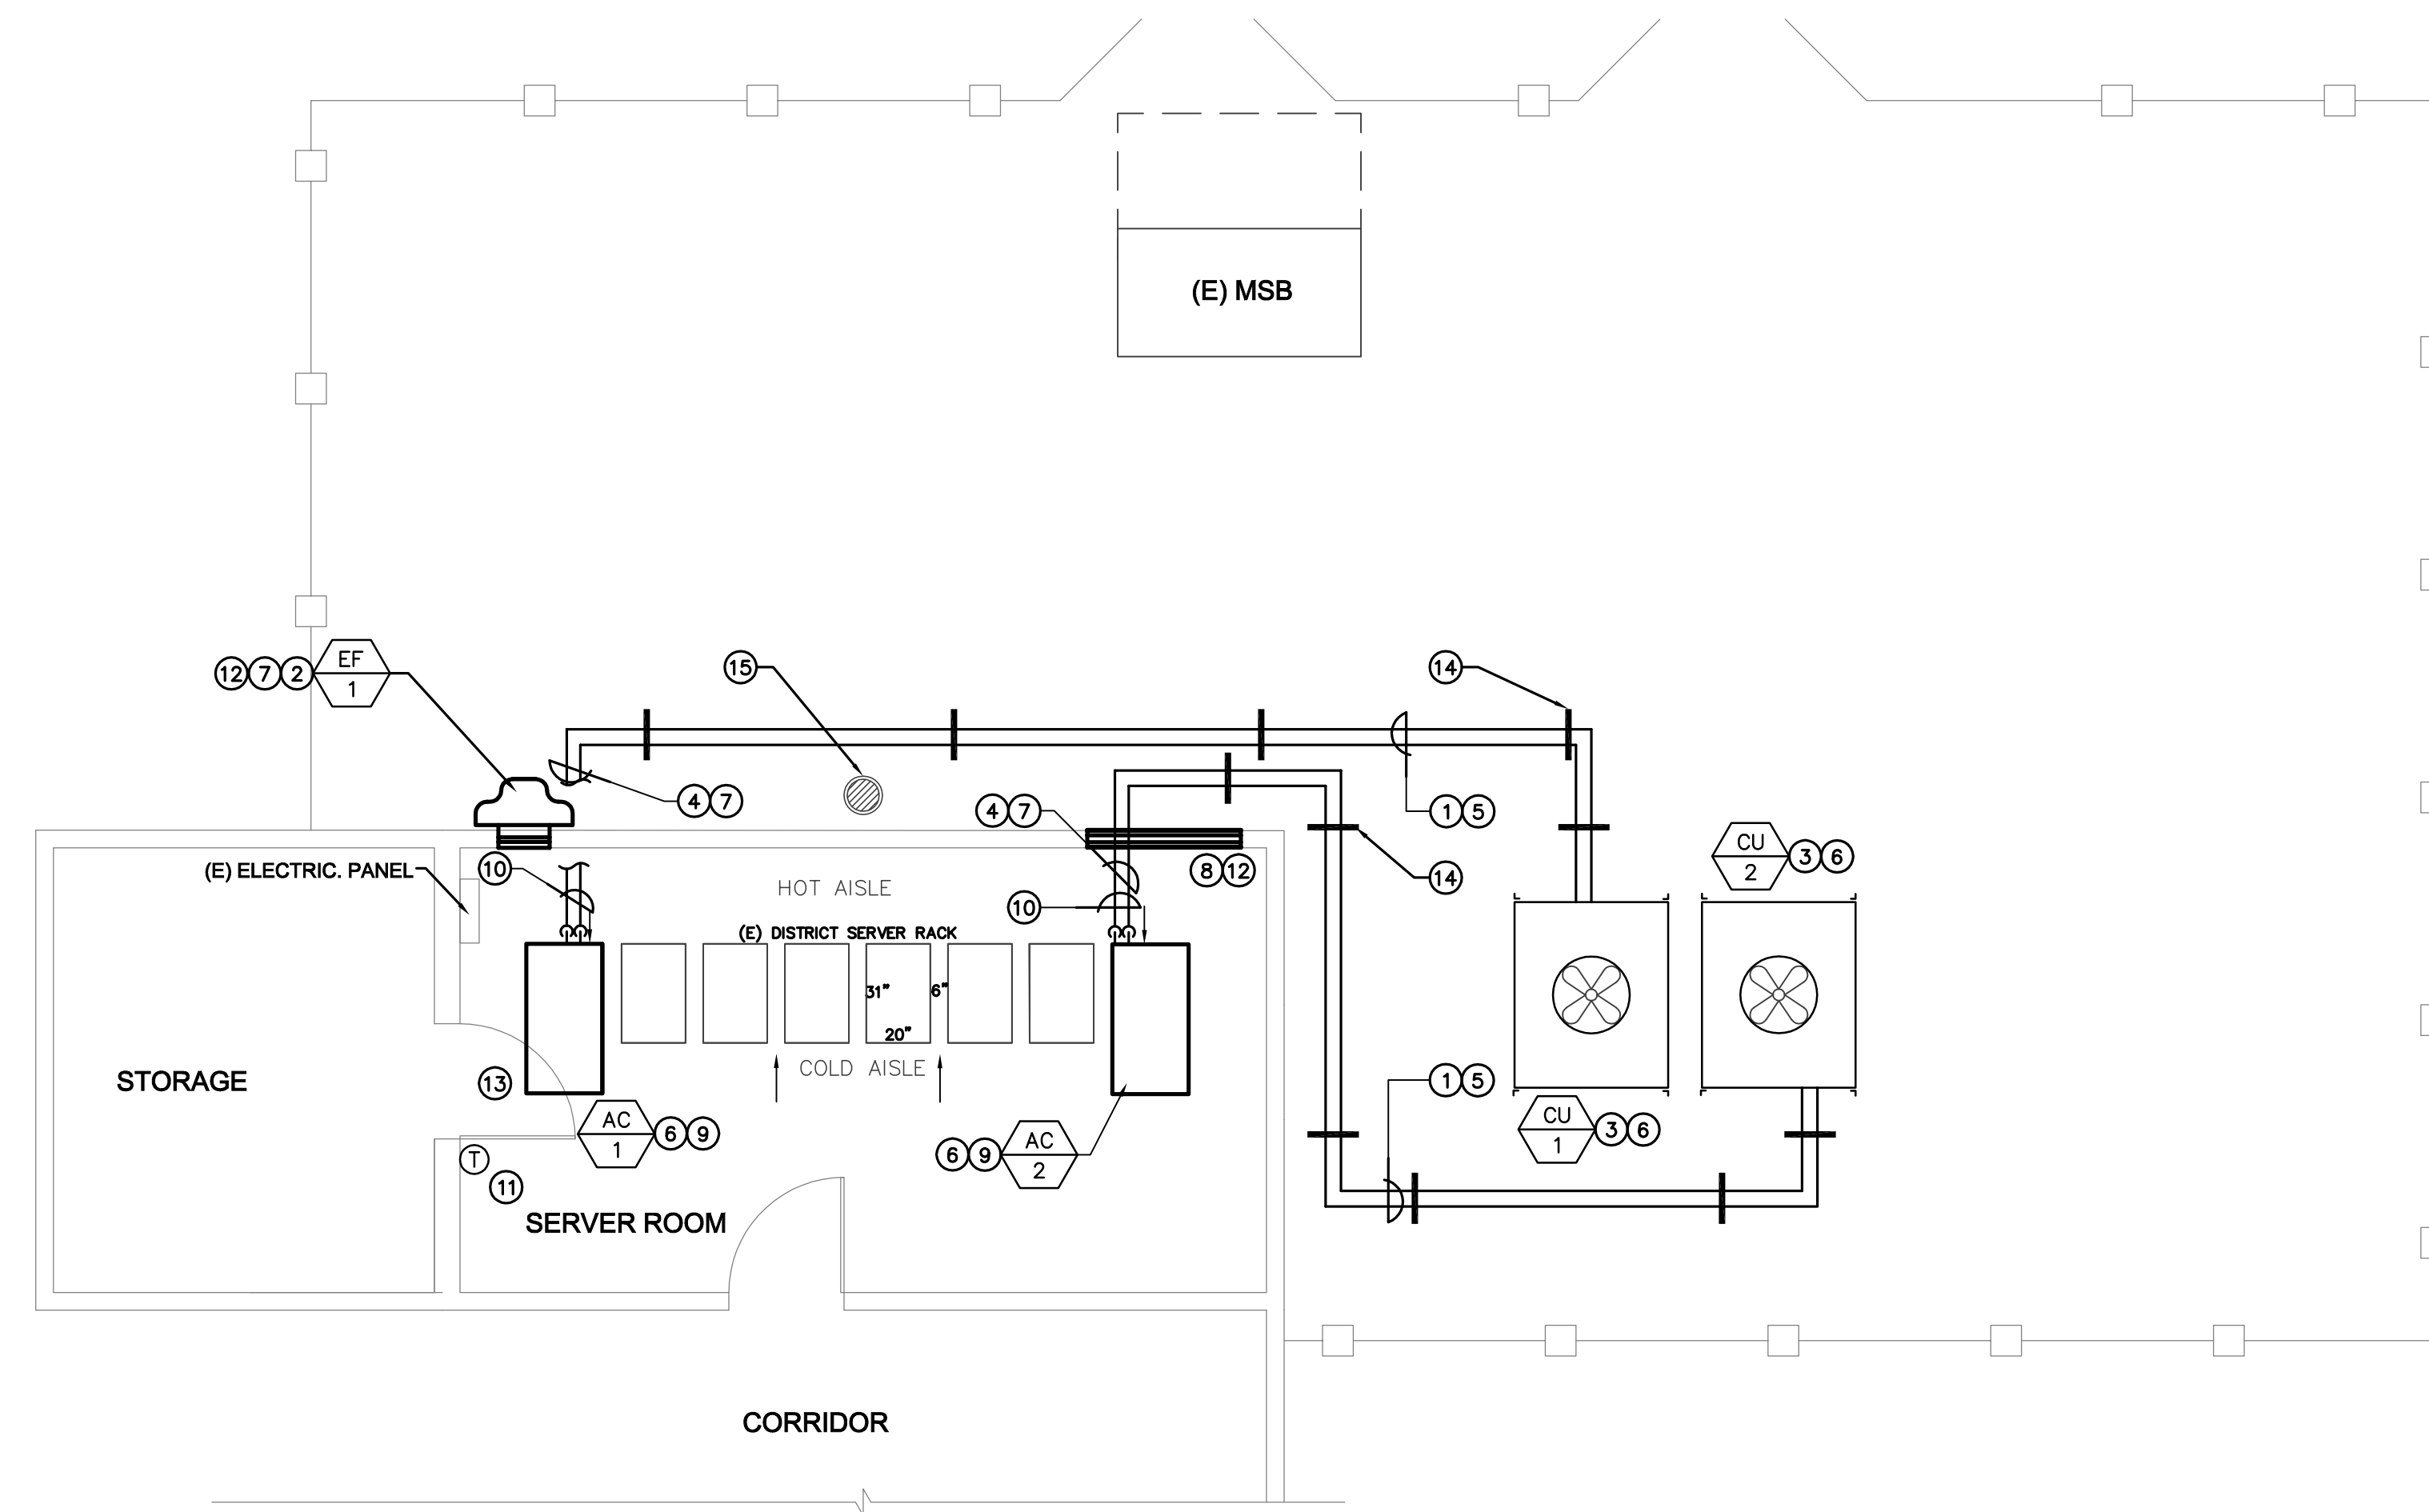 (E) MSB
12 7 2 EF
1
15
14
4 7
4 7
1 5
CU
2
3 6
(E) ELECTRIC. PANEL
10
8 12
14
HOT AISLE
10
(E) DISTRICT SERVER RACK
31"
6"
20"
COLD AISLE
STORAGE
13
1 5
AC
1
6 9
CU
1
3 6
6 9
AC
2
T
11
SERVER ROOM
CORRIDOR